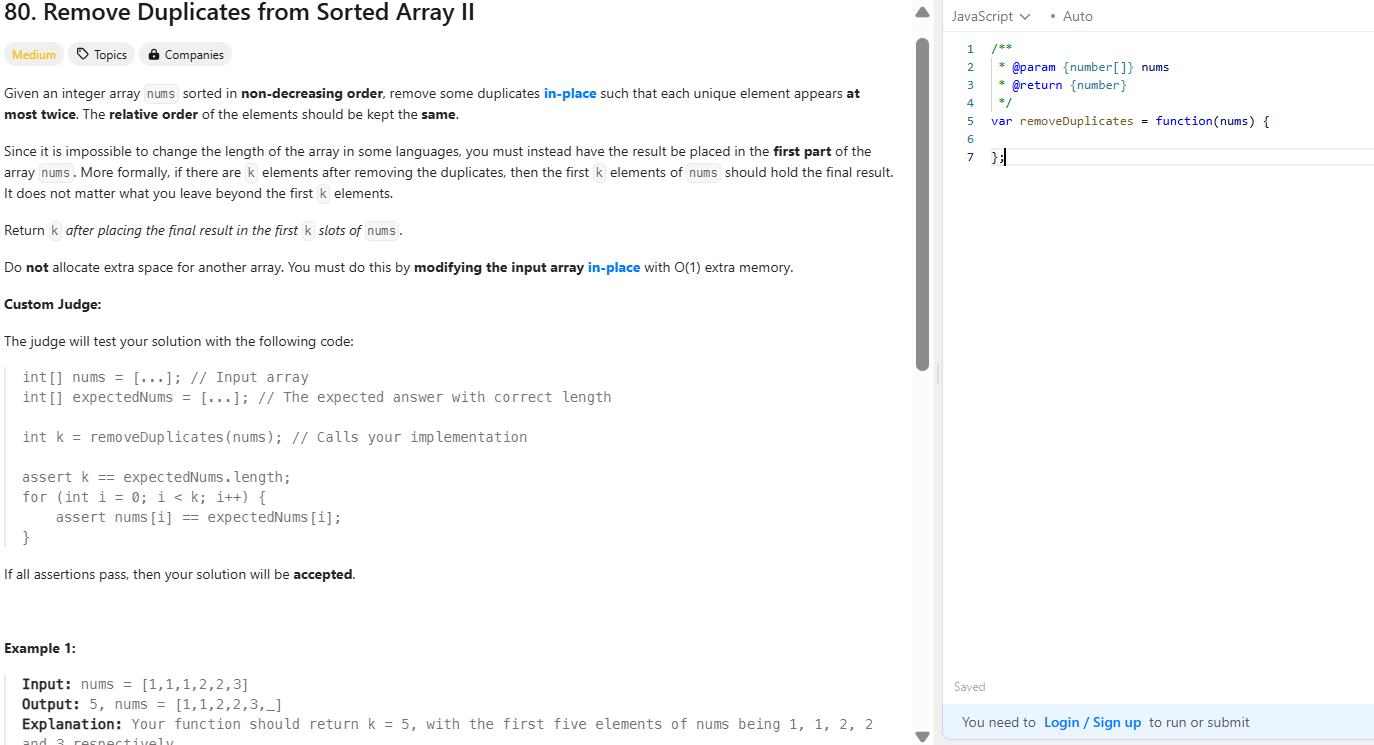 80. Remove Duplicates from Sorted Array II
Medium Topics Companies
Given an integer array nums sorted in non-decreasing order, remove some duplicates in-place such that each unique element appears at
most twice. The relative order of the elements should be kept the same.
Since it is impossible to change the length of the array in some languages, you must instead have the result be placed in the first part of the
array nums. More formally, if there are k elements after removing the duplicates, then the first k elements of nums should hold the final result.
It does not matter what you leave beyond the first k elements.
Return k after placing the final result in the first k slots of nums.
Do not allocate extra space for another array. You must do this by modifying the input array in-place with O(1) extra memory.
Custom Judge:
The judge will test your solution with the following code:
int[] nums = [...]; // Input array
int[] expectedNums = [...]; // The expected answer with correct length
int k = removeDuplicates(nums); // Calls your implementation
assert k == expectedNums.length;
for (int i = 0; i < k; i++) {
    assert nums[i] == expectedNums[i];
}
If all assertions pass, then your solution will be accepted.
Example 1:
Input: nums = [1,1,1,2,2,3]
Output: 5, nums = [1,1,2,2,3,_]
Explanation: Your function should return k = 5, with the first five elements of nums being 1, 1, 2, 2
and 3 respectively
JavaScript • Auto
1 /**
2  * @param {number[]} nums
3  * @return {number}
4  */
5 var removeDuplicates = function(nums) {
6
7 };
Saved
You need to Login / Sign up to run or submit